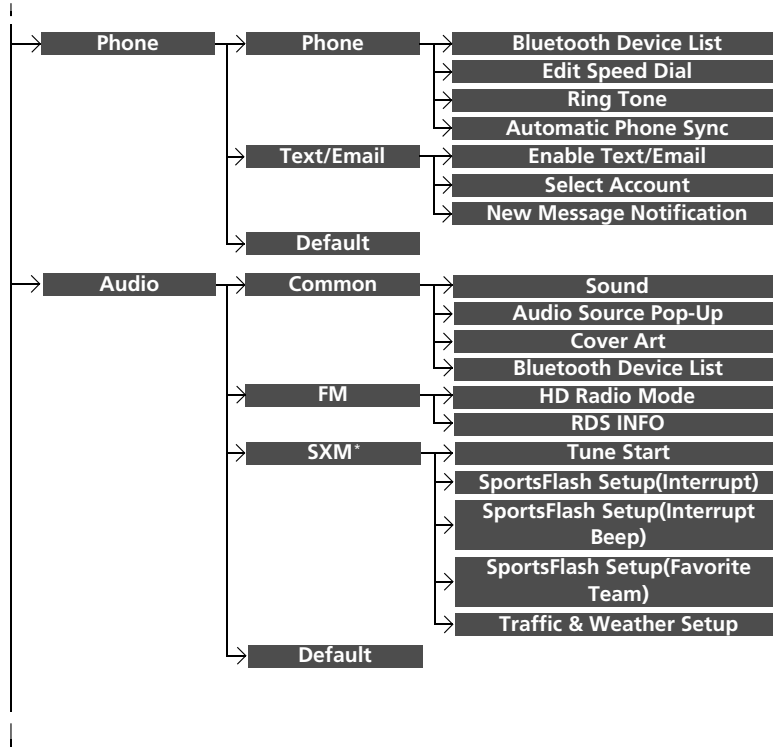 Phone
Phone
Bluetooth Device List
Edit Speed Dial
Ring Tone
Automatic Phone Sync
Text/Email
Enable Text/Email
Select Account
New Message Notification
Default
Audio
Common
Sound
Audio Source Pop-Up
Cover Art
Bluetooth Device List
FM
HD Radio Mode
RDS INFO
SXM*
Tune Start
SportsFlash Setup(Interrupt)
SportsFlash Setup(Interrupt
Beep)
SportsFlash Setup(Favorite
Team)
Traffic & Weather Setup
Default